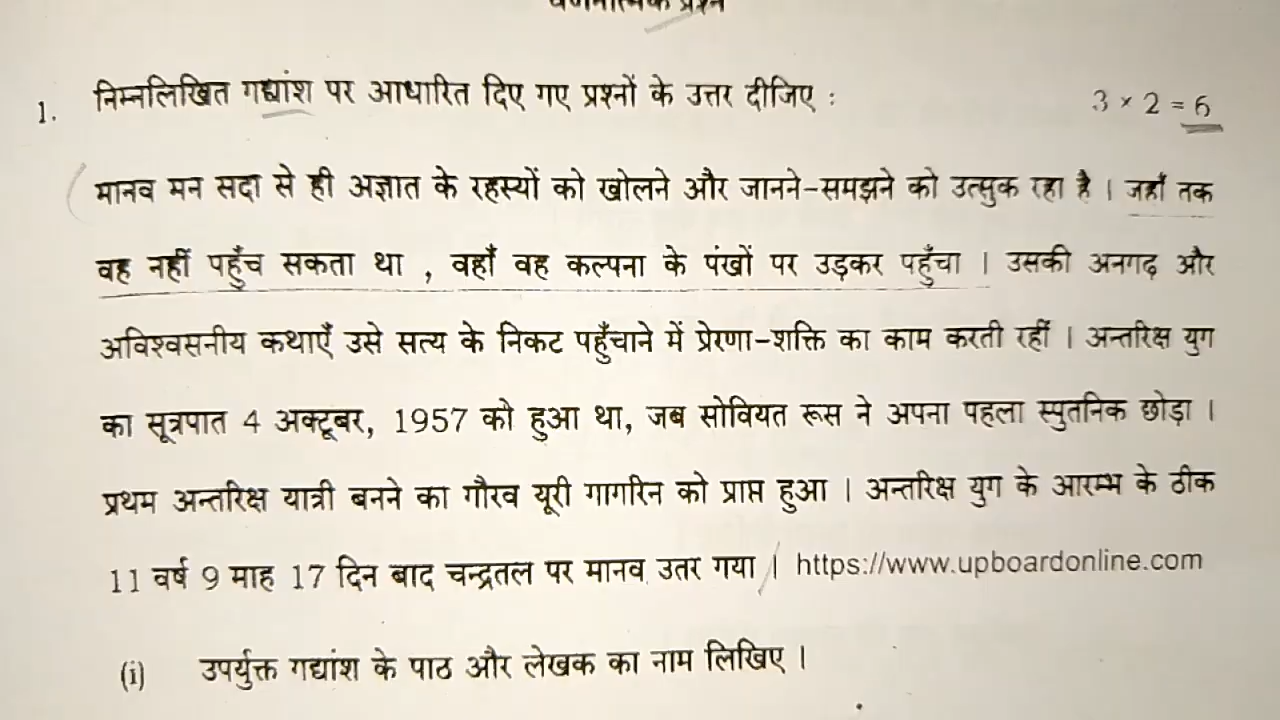 वर्णनात्मक प्रश्न
1. निम्नलिखित गद्यांश पर आधारित दिए गए प्रश्नों के उत्तर दीजिए : 3 × 2 = 6
मानव मन सदा से ही अज्ञात के रहस्यों को खोलने और जानने-समझने को उत्सुक रहा है । जहाँ तक
वह नहीं पहुँच सकता था , वहाँ वह कल्पना के पंखों पर उड़कर पहुँचा । उसकी अनगढ़ और
अविश्वसनीय कथाएँ उसे सत्य के निकट पहुँचाने में प्रेरणा-शक्ति का काम करती रहीं । अन्तरिक्ष युग
का सूत्रपात 4 अक्टूबर, 1957 को हुआ था, जब सोवियत रूस ने अपना पहला स्पुतनिक छोड़ा ।
प्रथम अन्तरिक्ष यात्री बनने का गौरव यूरी गागरिन को प्राप्त हुआ । अन्तरिक्ष युग के आरम्भ के ठीक
11 वर्ष 9 माह 17 दिन बाद चन्द्रतल पर मानव उतर गया । https://www.upboardonline.com
(i) उपर्युक्त गद्यांश के पाठ और लेखक का नाम लिखिए ।